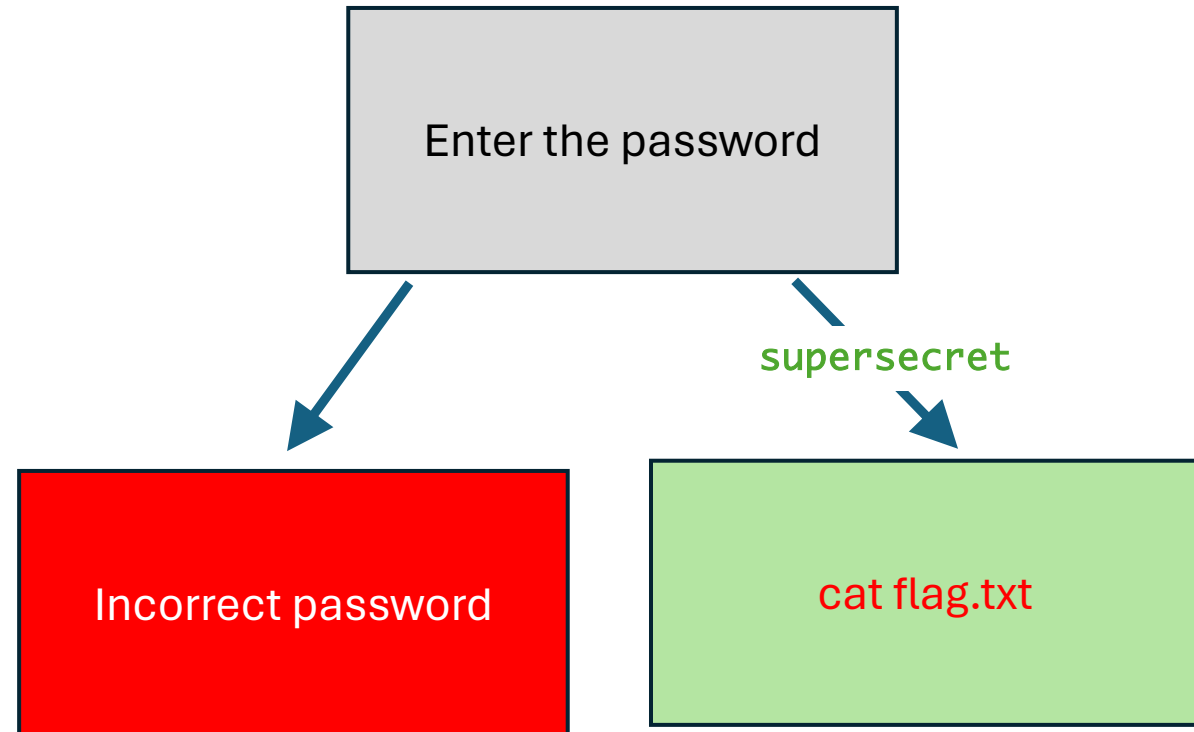 Enter the password
supersecret
Incorrect password
cat flag.txt